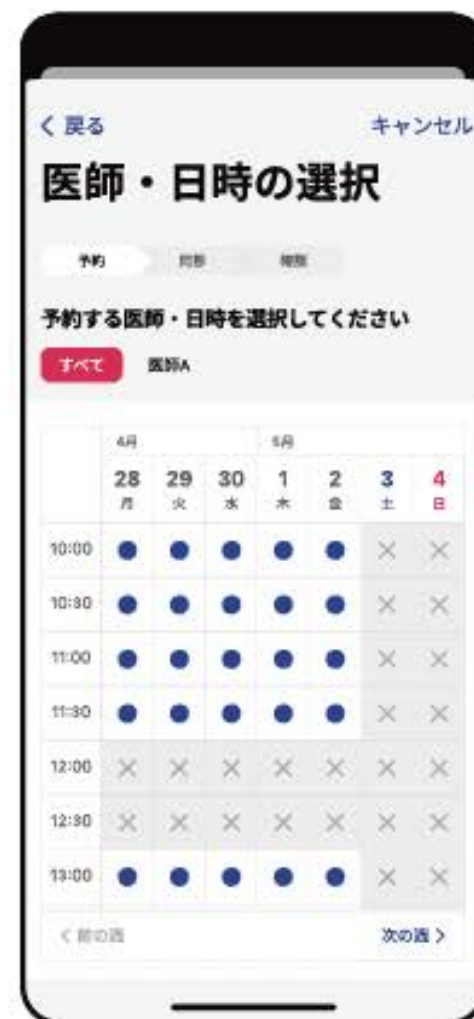 戻る キャンセル
医師・日時の選択
予約 問診 確認
予約する医師・日時を選択してください
すべて 医師A
4月 5月
28 29 30 1 2 3 4
月 火 水 木 金 土 日
10:00
10:30
11:00
11:30
12:00
12:30
13:00
前の週 次の週